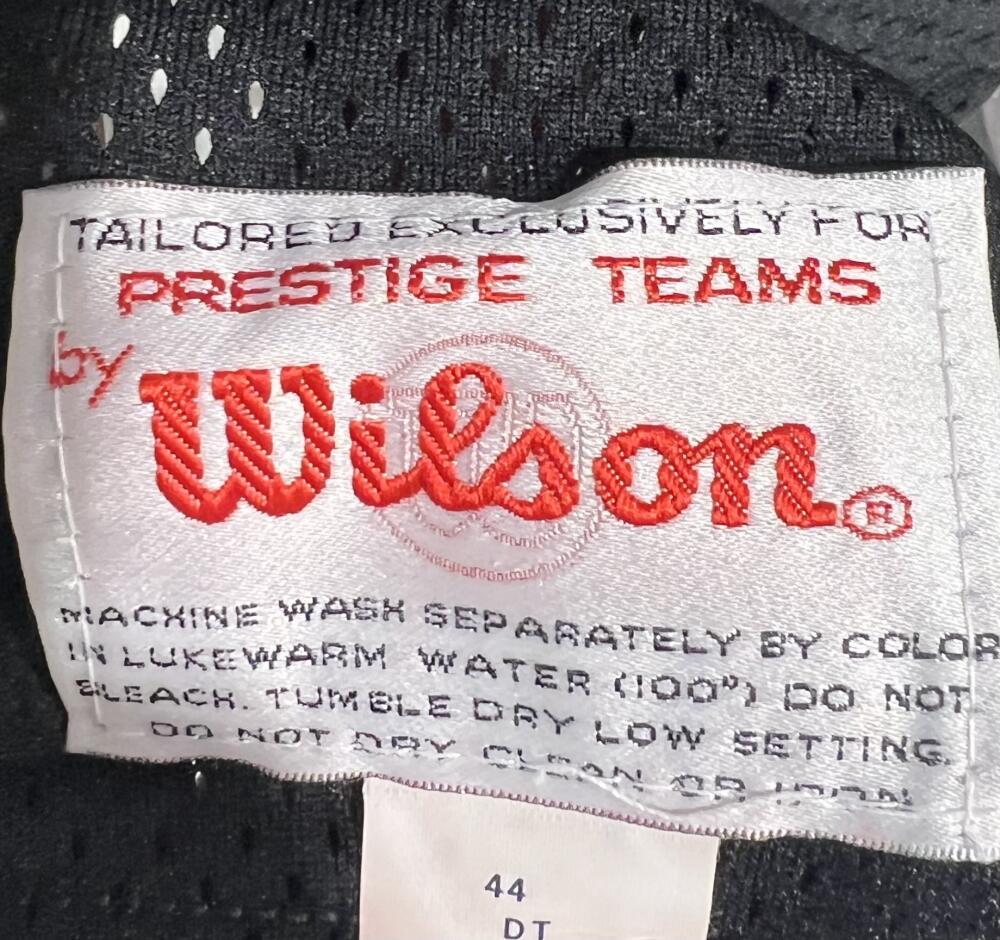 TAILORED EXCLUSIVELY FOR
PRESTIGE TEAMS
by
Wilson®
MACHINE WASH SEPARATELY BY COLOR
IN LUKEWARM WATER (100°) DO NOT
BLEACH. TUMBLE DRY LOW SETTING.
DO NOT DRY CLEAN OR IRON
44
DT